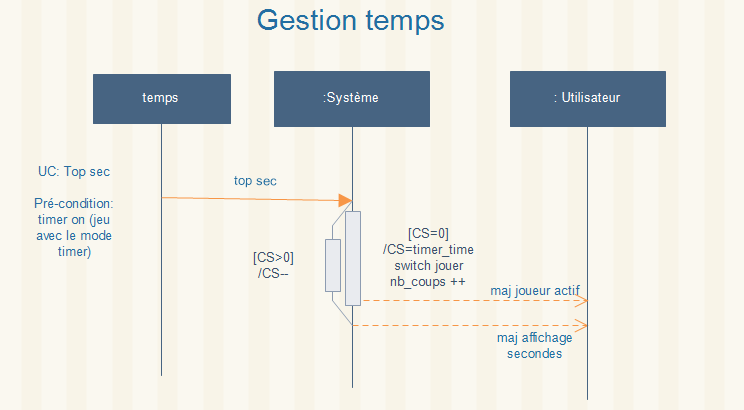 Gestion temps
temps
:Système
: Utilisateur
UC: Top sec
Pré-condition:
timer on (jeu
avec le mode
timer)
top sec
[CS>0]
/CS--
[CS=0]
/CS=timer_time
switch jouer
nb_coups ++
maj joueur actif
maj affichage
secondes